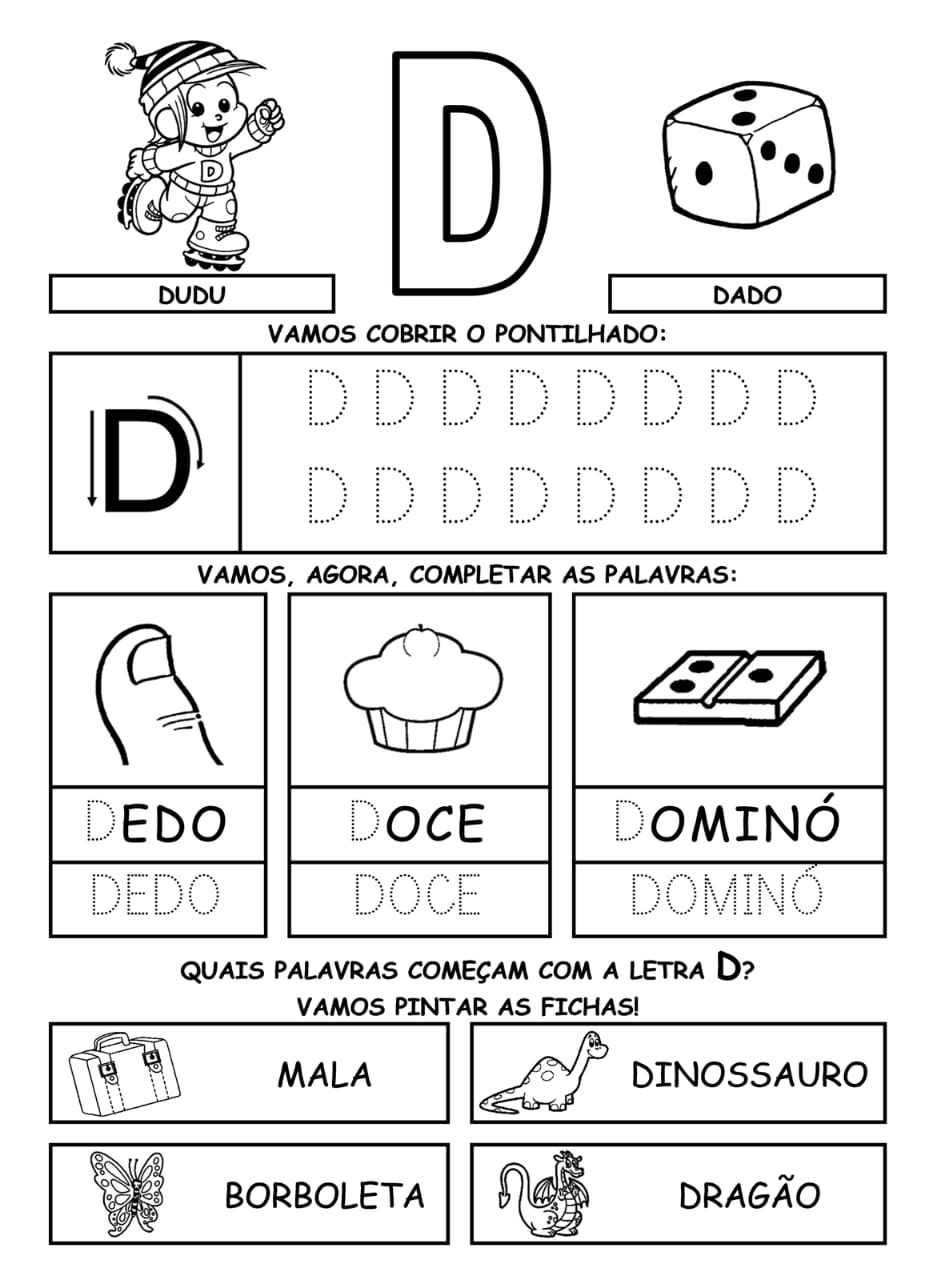 D
D
DUDU
DADO
VAMOS COBRIR O PONTILHADO:
D
D D D D D D D D
D D D D D D D D
VAMOS, AGORA, COMPLETAR AS PALAVRAS:
DEDO
DOCE
DOMINÓ
DEDO
DOCE
DOMINÓ
QUAIS PALAVRAS COMEÇAM COM A LETRA D?
VAMOS PINTAR AS FICHAS!
MALA
DINOSSAURO
BORBOLETA
DRAGÃO